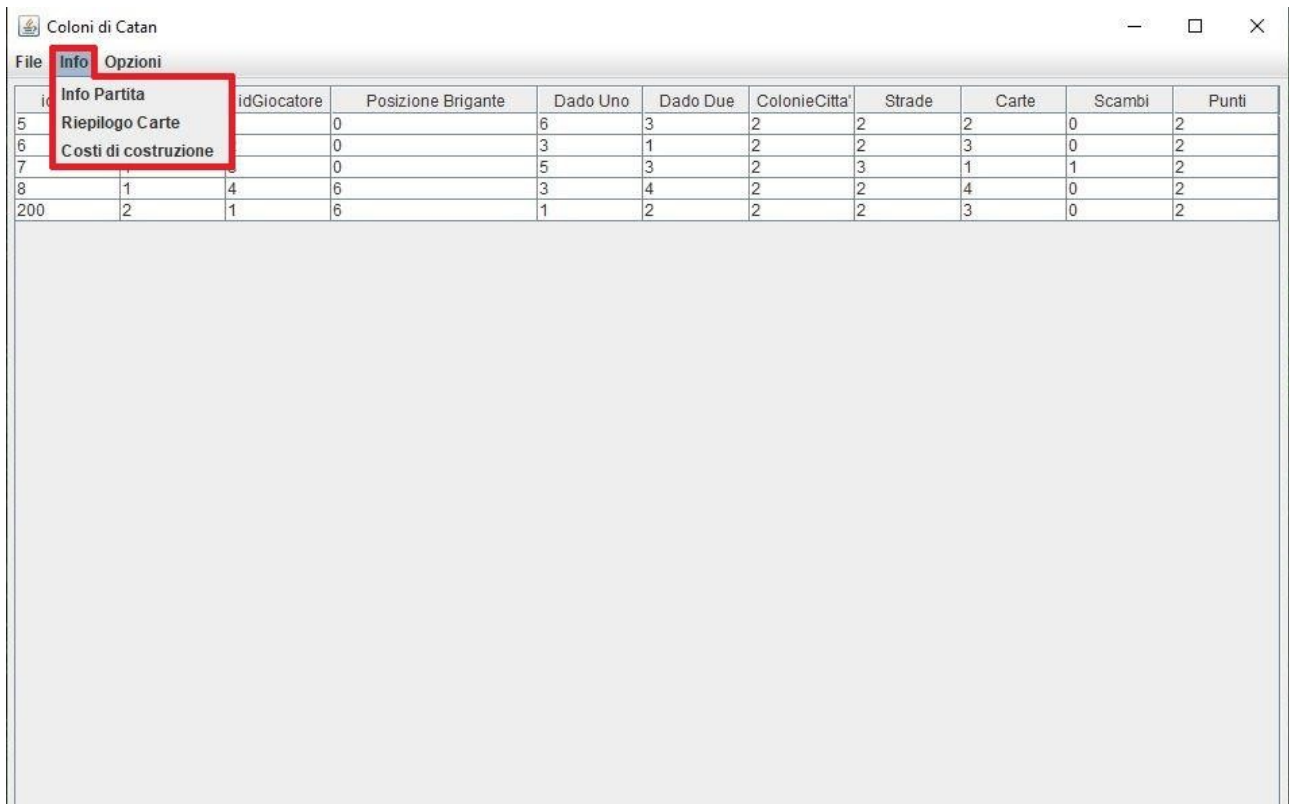 Coloni di Catan
File Info Opzioni
Info Partita
Riepilogo Carte
Costi di costruzione
idGiocatore Posizione Brigante Dado Uno Dado Due ColonieCitta' Strade Carte Scambi Punti
5 0 6 3 2 2 2 0 2
6 0 3 1 2 2 3 0 2
7 0 5 3 2 3 1 1 2
8 1 4 6 3 4 2 2 4 0 2
200 2 1 6 1 2 2 2 3 0 2